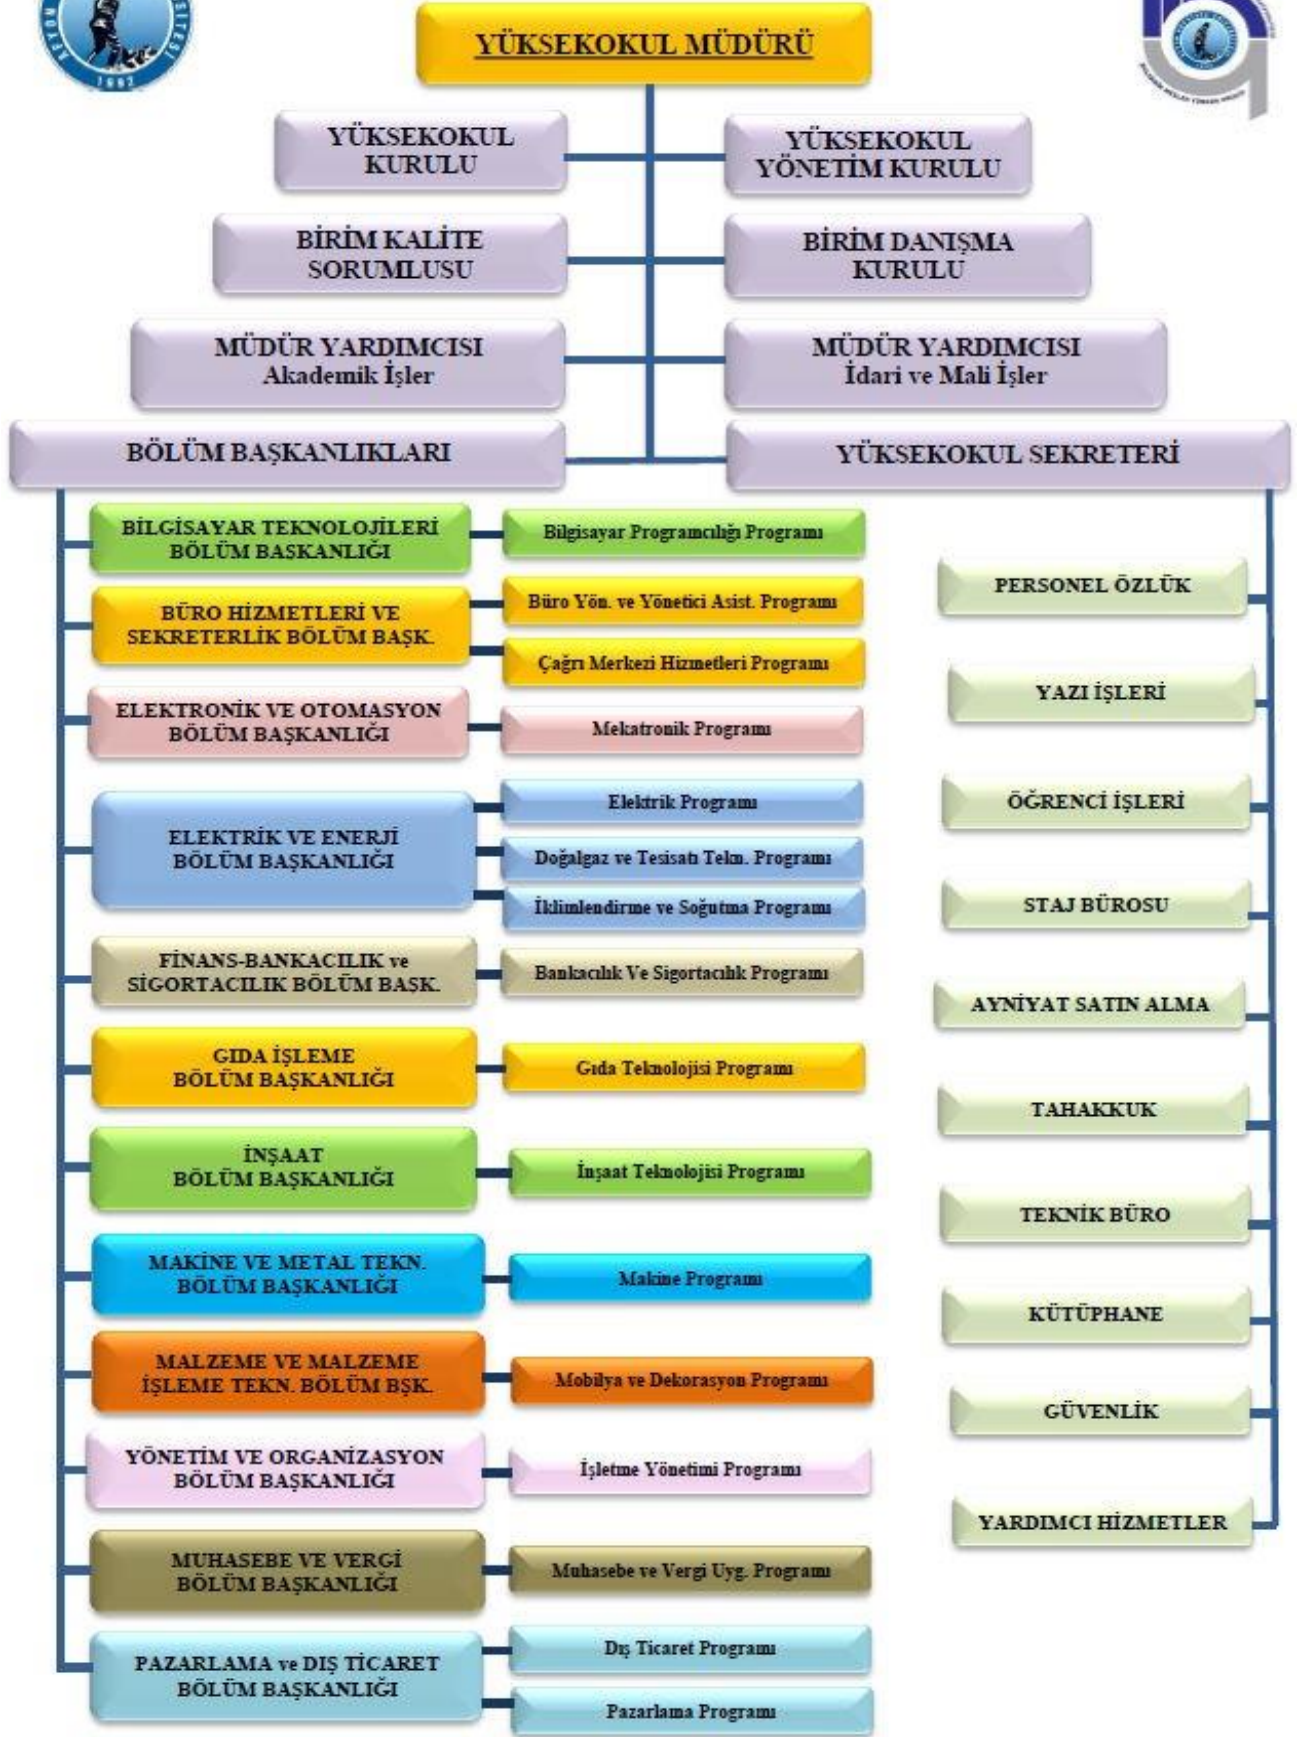 YÜKSEKOKUL MÜDÜRÜ
1992
YÜKSEKOKUL
KURULU
YÜKSEKOKUL
YÖNETİM KURULU
BİRİM KALİTE
SORUMLUSU
BİRİM DANIŞMA
KURULU
MÜDÜR YARDIMCISI
Akademik İşler
MÜDÜR YARDIMCISI
İdari ve Mali İşler
BÖLÜM BAŞKANLIKLARI
YÜKSEKOKUL SEKRETERİ
BİLGİSAYAR TEKNOLOJİLERİ
BÖLÜM BAŞKANLIĞI
Bilgisayar Programcılığı Programı
BÜRO HİZMETLERİ VE
SEKRETERLİK BÖLÜM BAŞK.
Büro Yön. ve Yönetici Asist. Programı
Çağrı Merkezi Hizmetleri Programı
ELEKTRONİK VE OTOMASYON
BÖLÜM BAŞKANLIĞI
Mekatronik Programı
ELEKTRİK VE ENERJİ
BÖLÜM BAŞKANLIĞI
Elektrik Programı
Doğalgaz ve Tesisatı Tekn. Programı
İklimlendirme ve Soğutma Programı
FİNANS-BANKACILIK ve
SİGORTACILIK BÖLÜM BAŞK.
Bankacılık Ve Sigortacılık Programı
GIDA İŞLEME
BÖLÜM BAŞKANLIĞI
Gıda Teknolojisi Programı
İNŞAAT
BÖLÜM BAŞKANLIĞI
İnşaat Teknolojisi Programı
MAKİNE VE METAL TEKN.
BÖLÜM BAŞKANLIĞI
Makine Programı
MALZEME VE MALZEME
İŞLEME TEKN. BÖLÜM BŞK.
Mobilya ve Dekorasyon Programı
YÖNETİM VE ORGANİZASYON
BÖLÜM BAŞKANLIĞI
İşletme Yönetimi Programı
MUHASEBE VE VERGİ
BÖLÜM BAŞKANLIĞI
Muhasebe ve Vergi Uyg. Programı
PAZARLAMA ve DIŞ TİCARET
BÖLÜM BAŞKANLIĞI
Dış Ticaret Programı
Pazarlama Programı
PERSONEL ÖZLÜK
YAZI İŞLERİ
ÖĞRENCİ İŞLERİ
STAJ BÜROSU
AYNİYAT SATIN ALMA
TAHAKKUK
TEKNİK BÜRO
KÜTÜPHANE
GÜVENLİK
YARDIMCI HİZMETLER